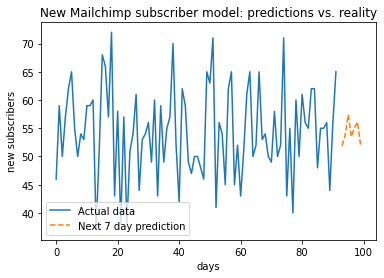 New Mailchimp subscriber model: predictions vs. reality
new subscribers
70
65
60
55
50
45
40
Actual data
Next 7 day prediction
0
20
40
60
80
100
days